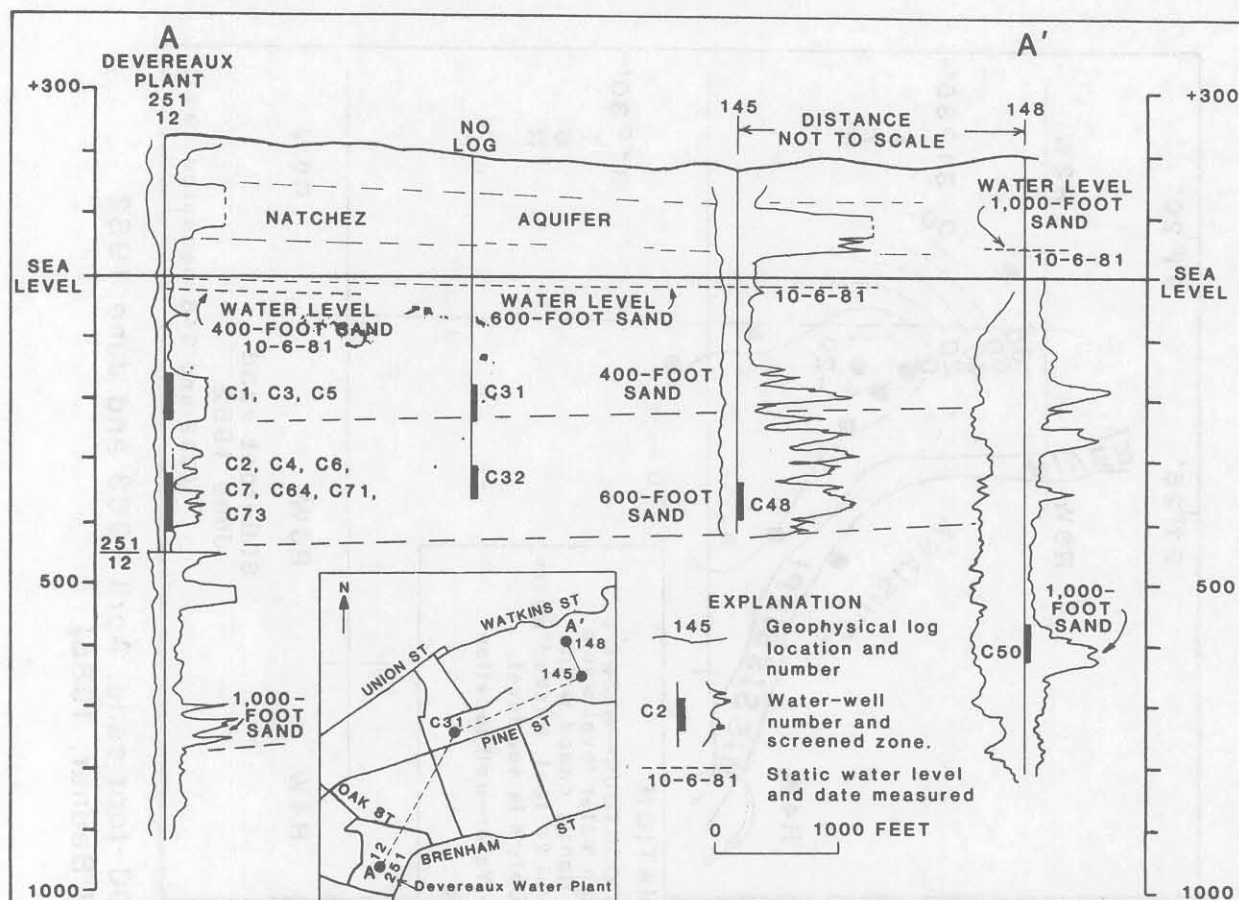 A
DEVEREAUX
PLANT
251
12
A'
+300
+300
NO
LOG
145
DISTANCE
NOT TO SCALE
148
NATCHEZ
AQUIFER
WATER LEVEL
1,000-FOOT
SAND
10-6-81
SEA
LEVEL
SEA
LEVEL
WATER LEVEL
400-FOOT SAND
10-6-81
WATER LEVEL
600-FOOT SAND
10-6-81
C1, C3, C5
C31
400-FOOT
SAND
C2, C4, C6,
C7, C64, C71,
C73
C32
600-FOOT
SAND
C48
251
12
500
500
1,000-
FOOT
SAND
C50
1,000-
FOOT
SAND
N
WATKINS ST
A'
148
145
UNION ST
C31
PINE ST
OAK ST
BRENHAM ST
A
12
251
Devereaux Water Plant
EXPLANATION
145
Geophysical log
location and
number
C2
Water-well
number and
screened zone.
10-6-81
Static water level
and date measured
0 1000 FEET
1000
1000